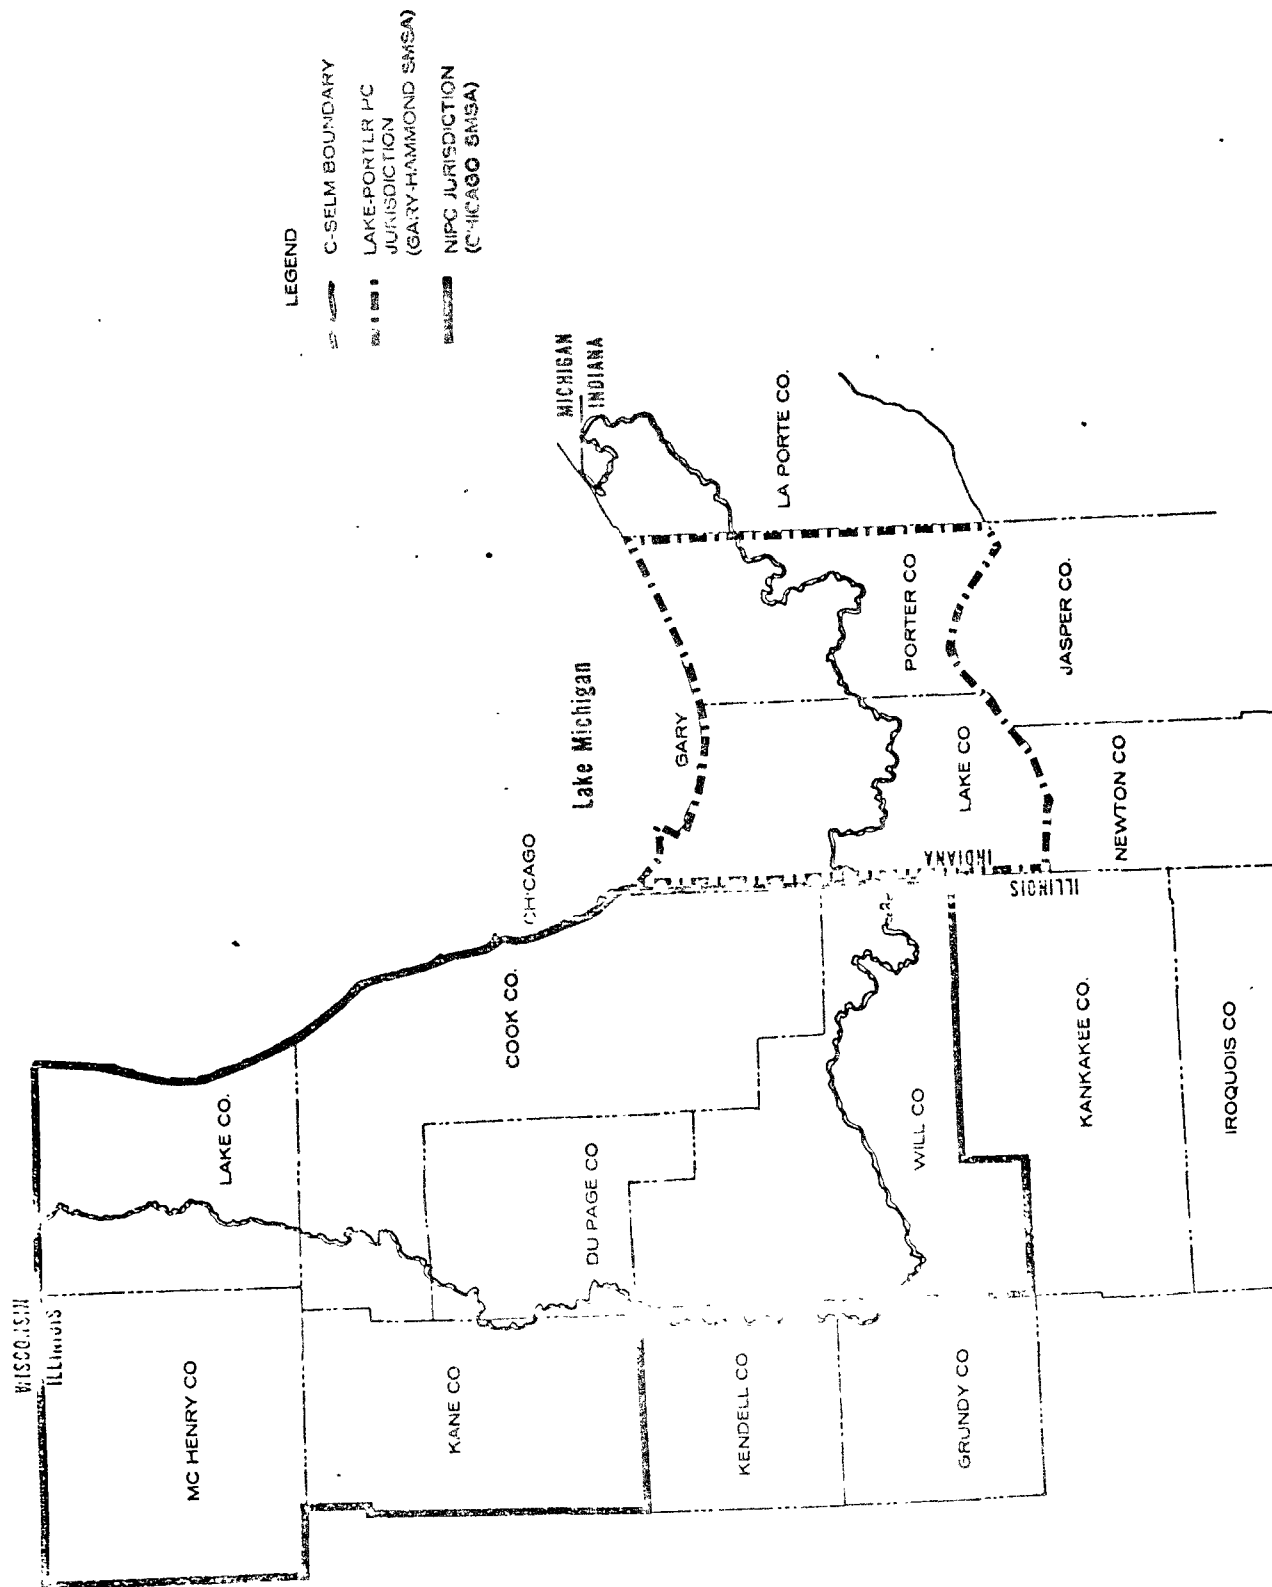 WISCONSIN
ILLINOIS
MC HENRY CO
LAKE CO.
KANE CO
COOK CO.
CHICAGO
DU PAGE CO
Lake Michigan
MICHIGAN
INDIANA
GARY
KENDELL CO
WILL CO
LA PORTE CO.
PORTER CO
LAKE CO
INDIANA
ILLINOIS
GRUNDY CO
KANKAKEE CO.
NEWTON CO
JASPER CO.
IROQUOIS CO
LEGEND
C-SELM BOUNDARY
LAKE-PORTER PC
JURISDICTION
(GARY-HAMMOND SMSA)
NIPC JURISDICTION
(CHICAGO SMSA)